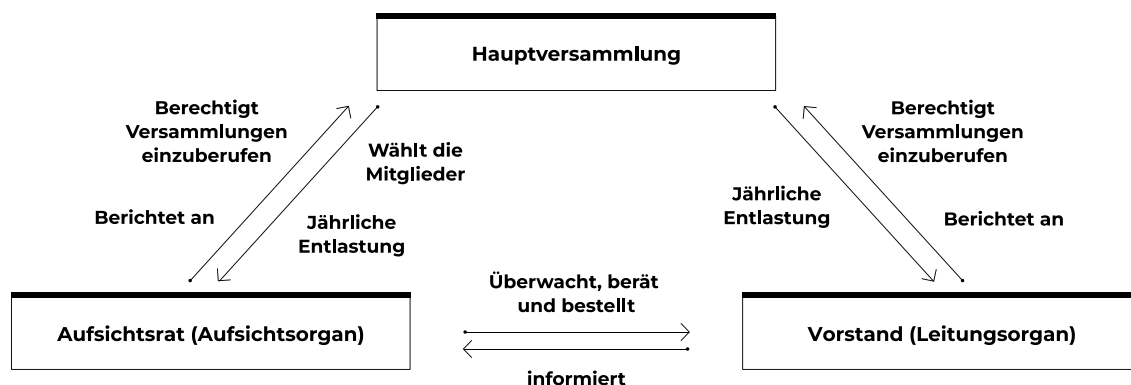 Hauptversammlung
Berechtigt
Versammlungen
einzuberufen
Wählt die
Mitglieder
Berichtet an
Jährliche
Entlastung
Berechtigt
Versammlungen
einzuberufen
Jährliche
Entlastung
Berichtet an
Überwacht, berät
und bestellt
Aufsichtsrat (Aufsichtsorgan)
Vorstand (Leitungsorgan)
informiert